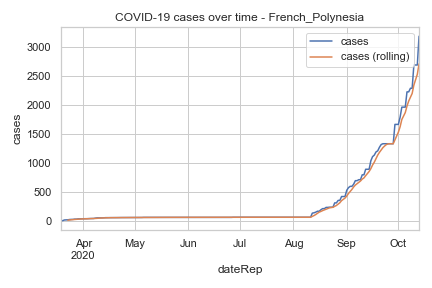 COVID-19 cases over time - French_Polynesia
cases
cases (rolling)
cases
3000
2500
2000
1500
1000
500
0
Apr
2020
May
Jun
Jul
Aug
Sep
Oct
dateRep